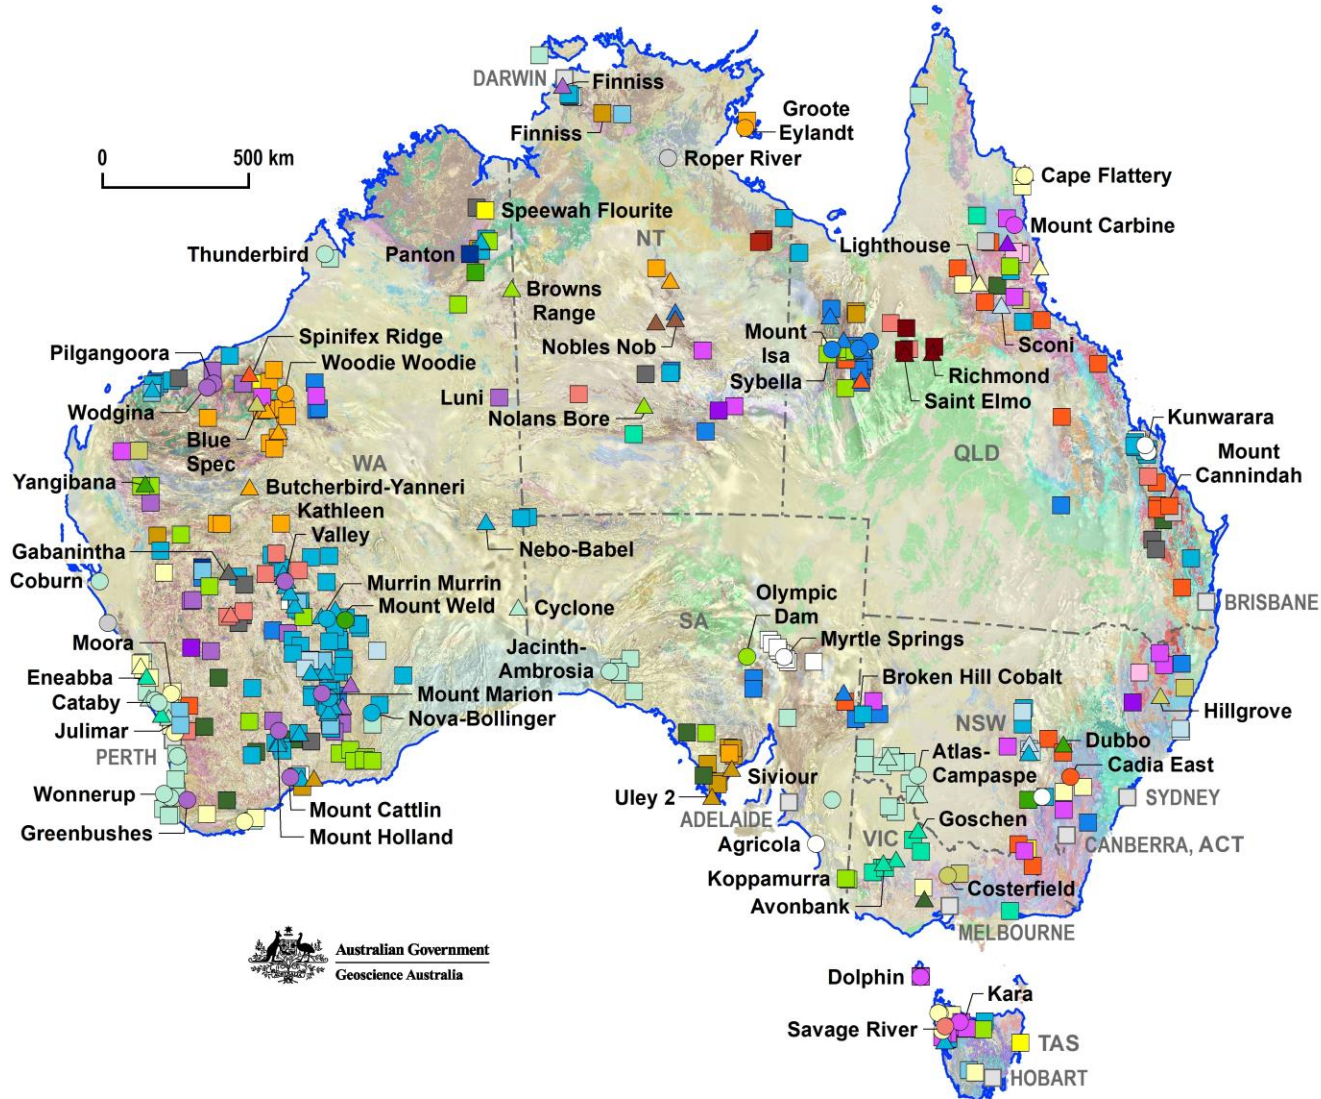 DARWIN
Finniss
Groote
Eylandt
Finniss
0
500 km
Roper River
Cape Flattery
Speewah Flourite
Mount Carbine
NT
Lighthouse
Thunderbird
Panton
Browns
Range
Spinifex Ridge
Mount
Isa
Nobles Nob
Sconi
Pilgangoora
Woodie Woodie
Sybella
Richmond
Saint Elmo
Luni
Wodgina
Nolans Bore
Kunwarara
Blue
Spec
QLD
Mount
Cannindah
WA
Yangibana
Butcherbird-Yanneri
Kathleen
Valley
Gabanintha
Nebo-Babel
Coburn
Murrin Murrin
Mount Weld
Cyclone
Olympic
Dam
BRISBANE
SA
Moora
Jacinth-
Ambrosia
Myrtle Springs
Eneabba
Broken Hill Cobalt
Cataby
Mount Marion
Nova-Bollinger
Hillgrove
Julimar
NSW
PERTH
Dubbo
Atlas-
Campaspe
Cadia East
Siviour
Wonnerup
Uley 2
SYDNEY
Mount Cattlin
ADELAIDE
Goschen
Greenbushes
Mount Holland
VIC
Agricola
CANBERRA, ACT
Koppamurra
Costerfield
Avonbank
MELBOURNE
Australian Government
Geoscience Australia
Dolphin
Kara
Savage River
TAS
HOBART